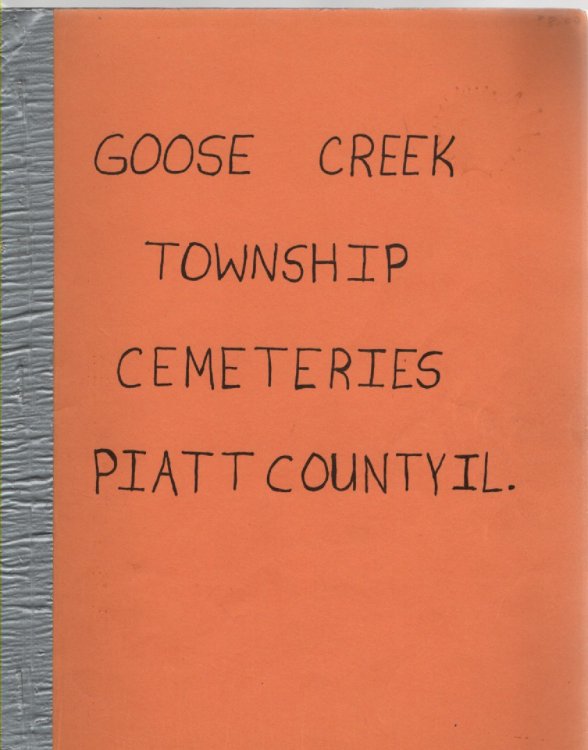 GOOSE CREEK
TOWNSHIP
CEMETERIES
PIATT COUNTY IL.